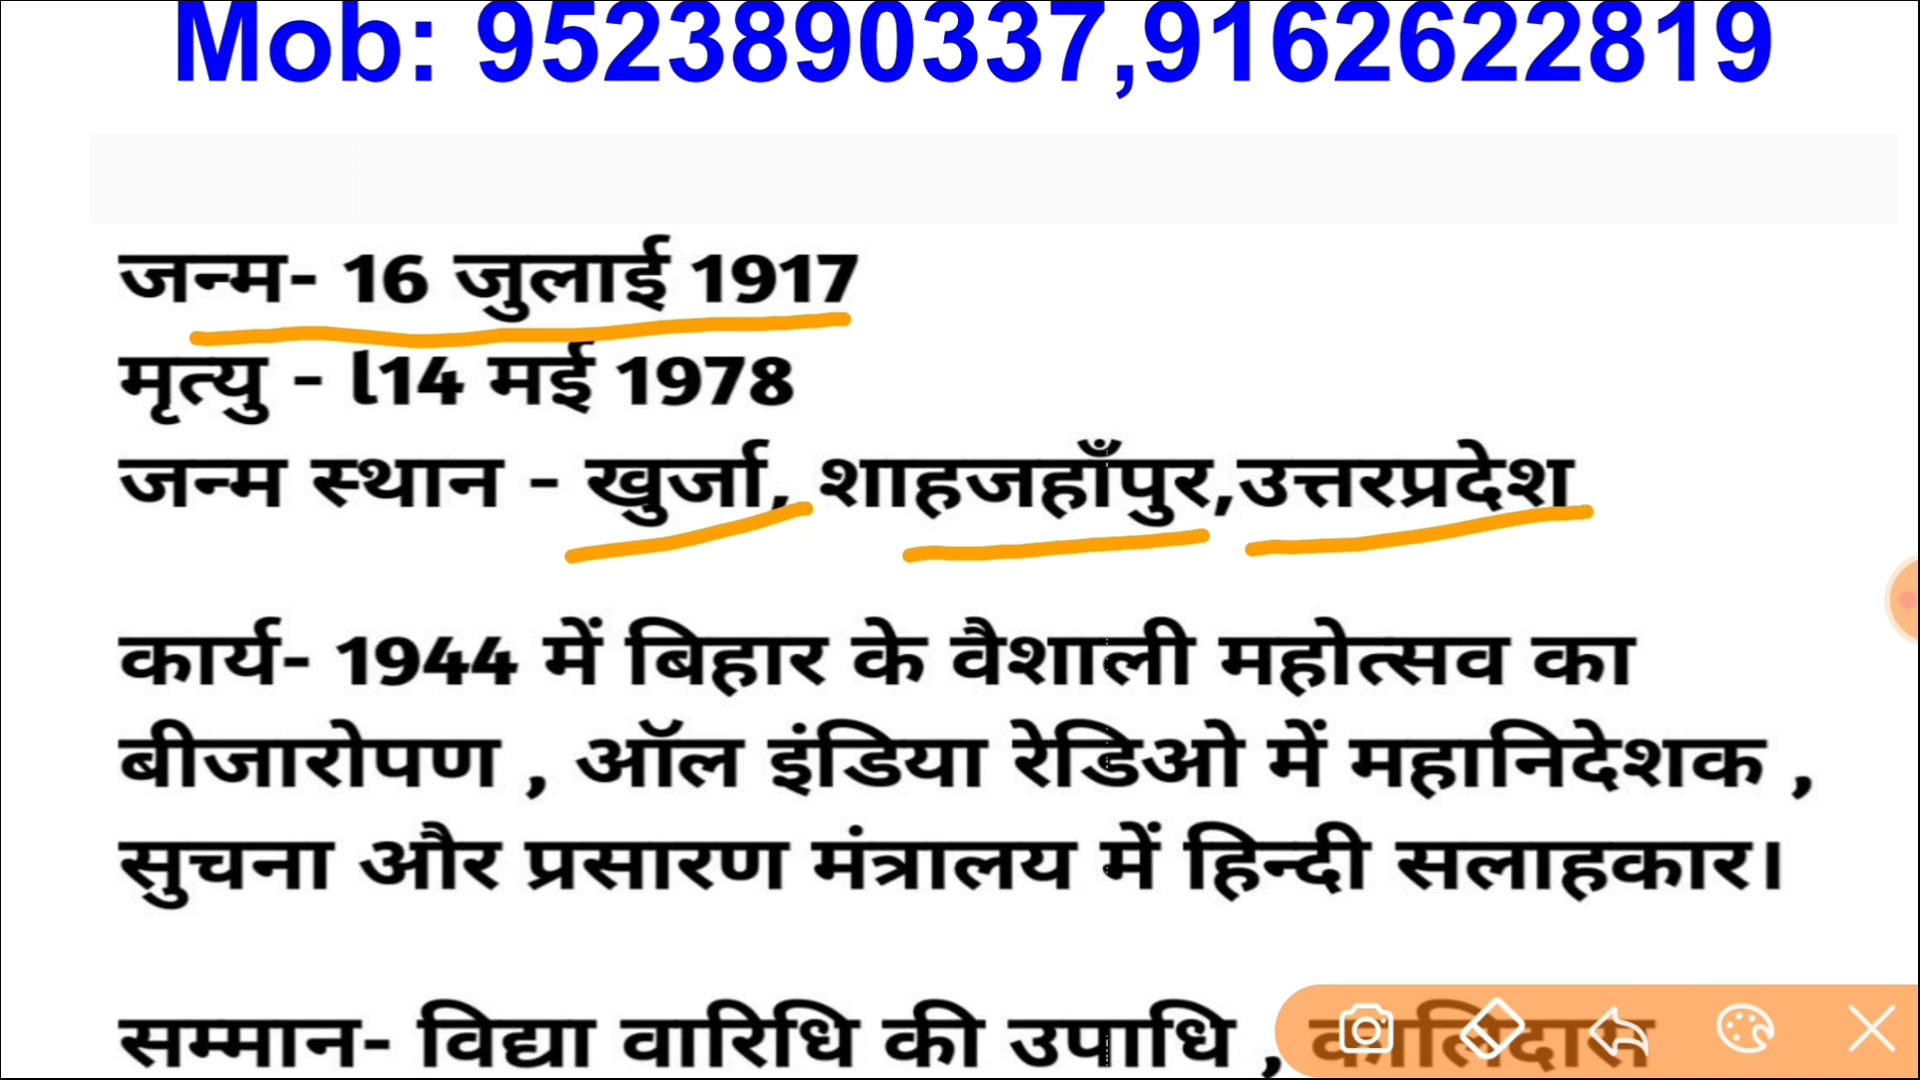 Mob: 9523890337,9162622819
जन्म- 16 जुलाई 1917
मृत्यु - l14 मई 1978
जन्म स्थान - खुर्जा, शाहजहाँपुर,उत्तरप्रदेश
कार्य- 1944 में बिहार के वैशाली महोत्सव का
बीजारोपण , ऑल इंडिया रेडिओ में महानिदेशक ,
सुचना और प्रसारण मंत्रालय में हिन्दी सलाहकार।
सम्मान- विद्या वारिधि की उपाधि , कालिदास